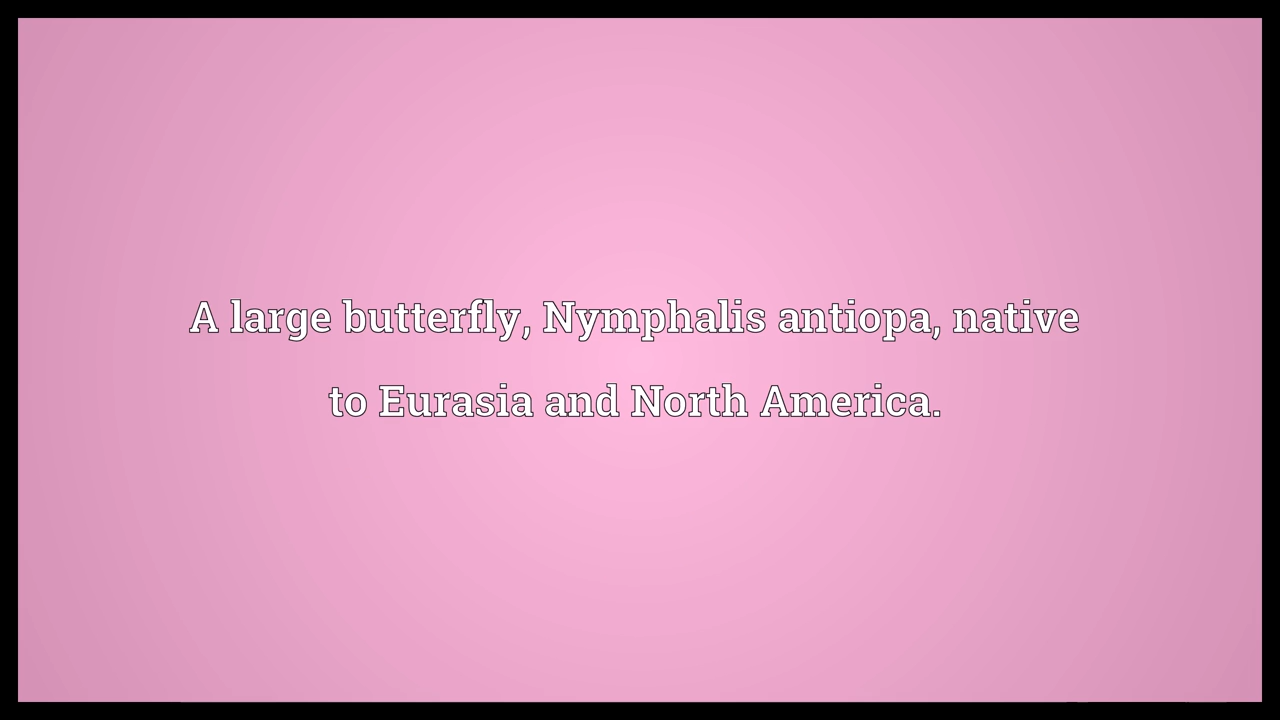 A large butterfly, Nymphalis antiopa, native
to Eurasia and North America.